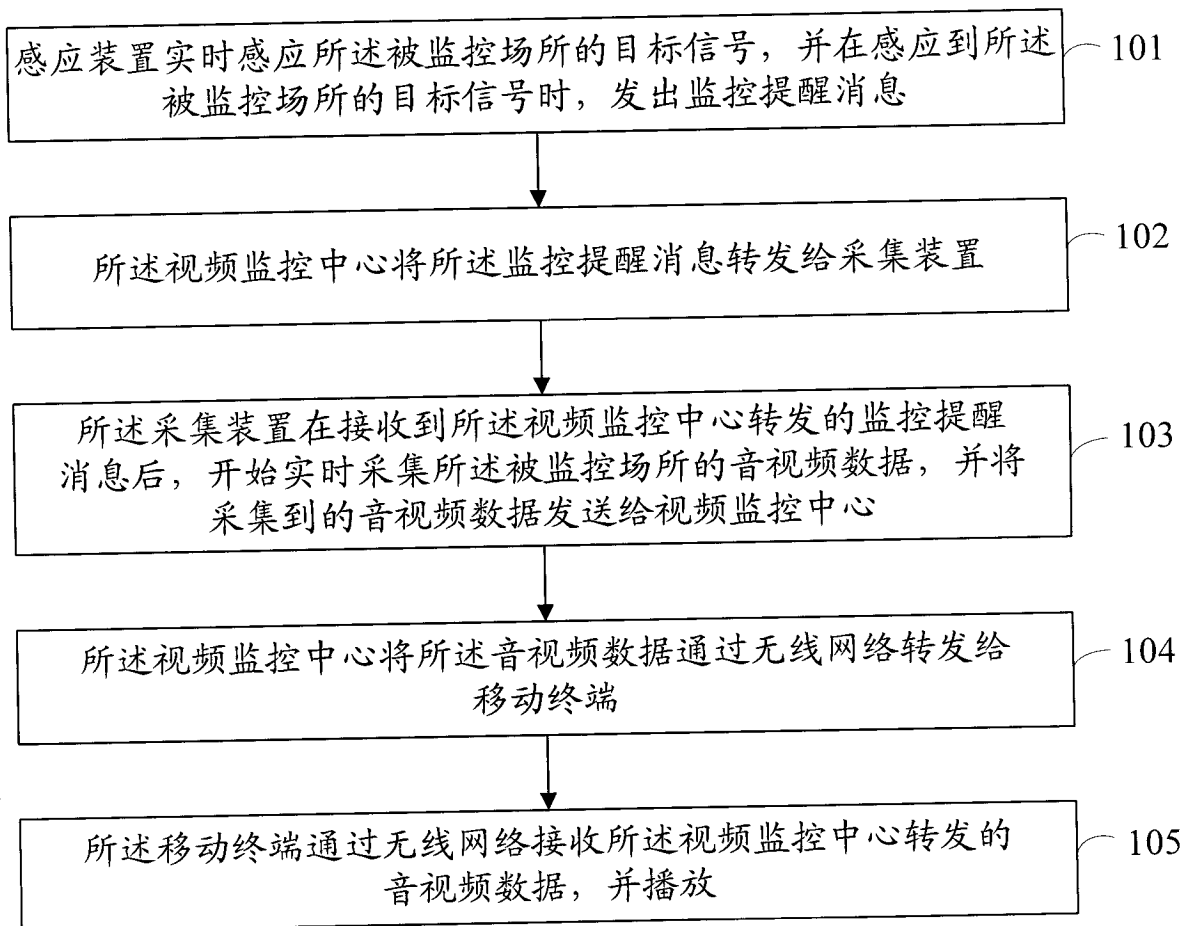 感应装置实时感应所述被监控场所的目标信号，并在感应到所述
被监控场所的目标信号时，发出监控提醒消息
101
所述视频监控中心将所述监控提醒消息转发给采集装置
102
所述采集装置在接收到所述视频监控中心转发的监控提醒
消息后，开始实时采集所述被监控场所的音视频数据，并将
采集到的音视频数据发送给视频监控中心
103
所述视频监控中心将所述音视频数据通过无线网络转发给
移动终端
104
所述移动终端通过无线网络接收所述视频监控中心转发的
音视频数据，并播放
105